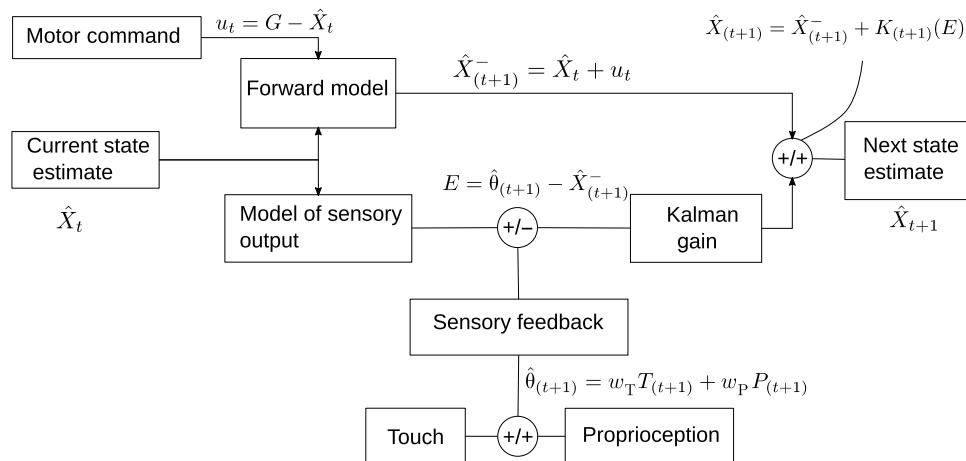 Motor command
u_t = G − X̂_t
X̂_(t+1) = X̂⁻_(t+1) + K_(t+1)(E)
Forward model
X̂⁻_(t+1) = X̂_t + u_t
Current state
estimate
X̂_t
+/+
Next state
estimate
X̂_t+1
Model of sensory
output
E = θ̂_(t+1) − X̂⁻_(t+1)
+/−
Kalman
gain
Sensory feedback
θ̂_(t+1) = w_T T_(t+1) + w_P P_(t+1)
Touch
+/+
Proprioception